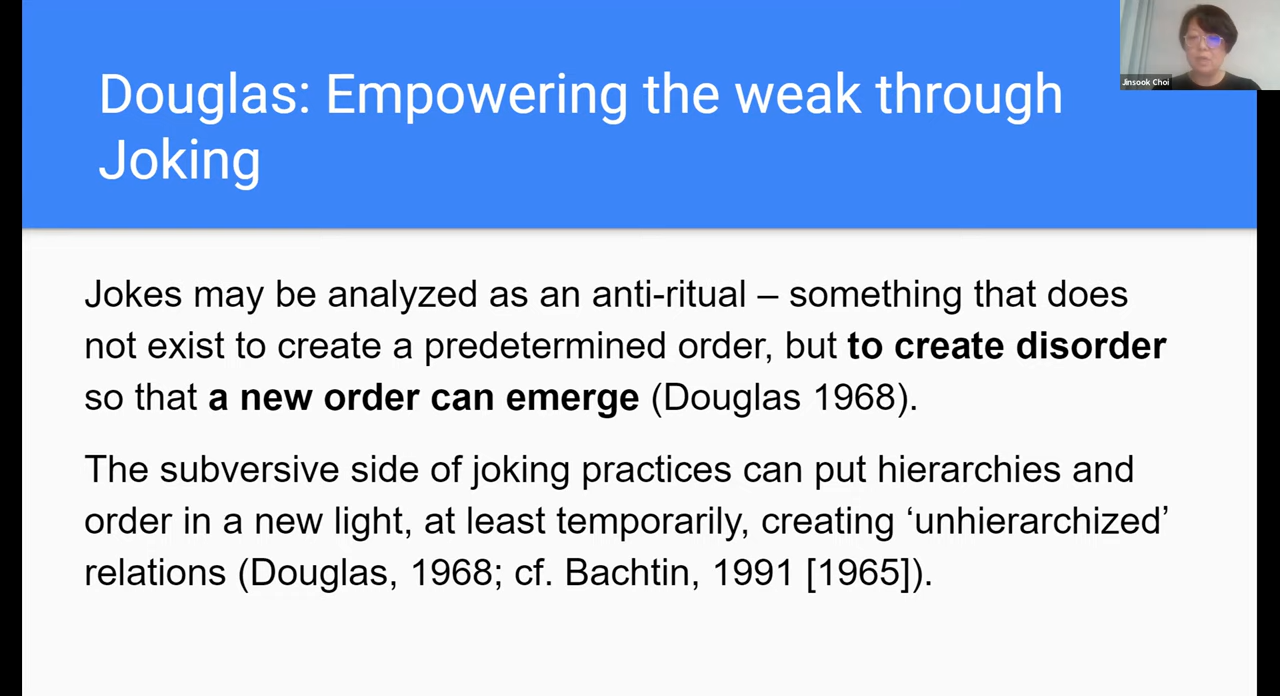 Douglas: Empowering the weak through
Joking
Jinsook Choi
Jokes may be analyzed as an anti-ritual – something that does
not exist to create a predetermined order, but to create disorder
so that a new order can emerge (Douglas 1968).
The subversive side of joking practices can put hierarchies and
order in a new light, at least temporarily, creating ‘unhierarchized’
relations (Douglas, 1968; cf. Bachtin, 1991 [1965]).